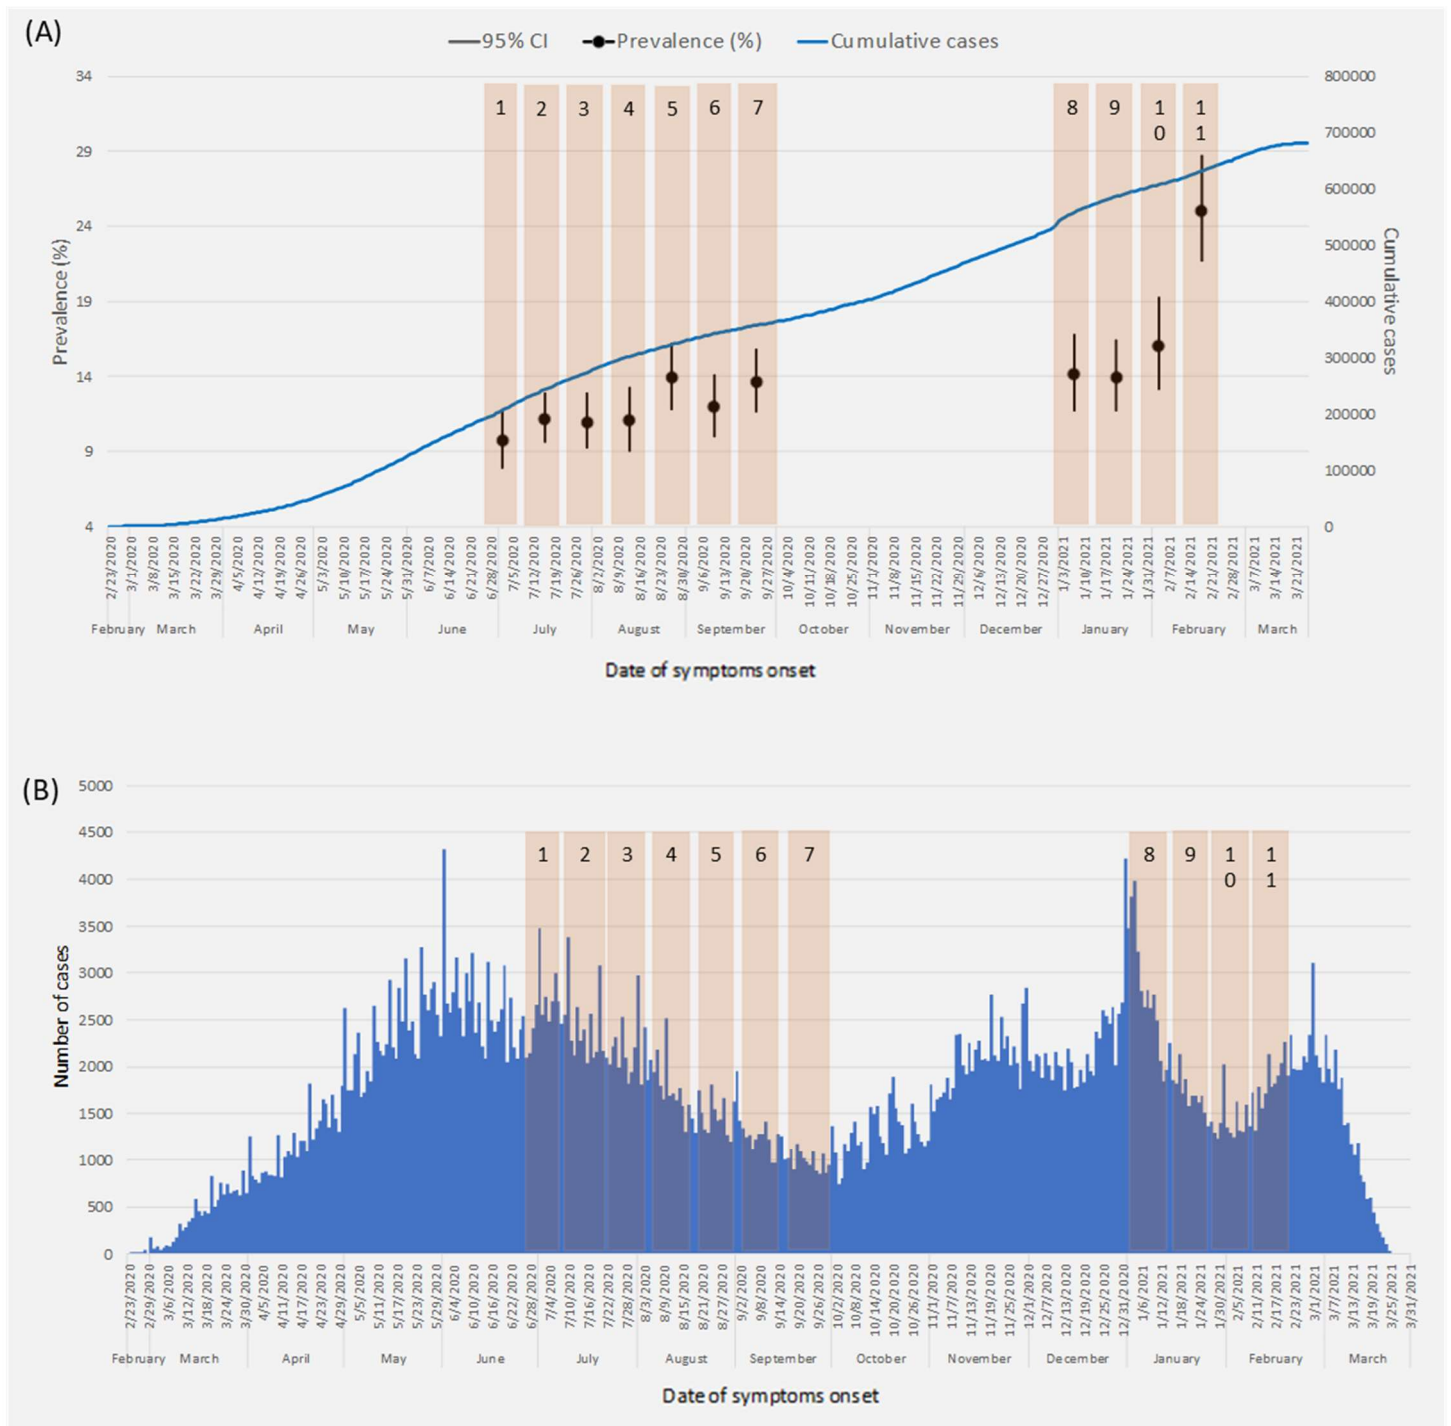 (A)
95% CI Prevalence (%) Cumulative cases
34 29 24 19 14 9 4
Prevalence (%)
1 2 3 4 5 6 7 8 9 10 11
800000 700000 600000 500000 400000 300000 200000 100000 0
Cumulative cases
2/23/2020 3/1/2020 3/8/2020 3/15/2020 3/22/2020 3/29/2020 4/5/2020 4/12/2020 4/19/2020 4/26/2020 5/3/2020 5/10/2020 5/17/2020 5/24/2020 5/31/2020 6/7/2020 6/14/2020 6/21/2020 6/28/2020 7/5/2020 7/12/2020 7/19/2020 7/26/2020 8/2/2020 8/9/2020 8/16/2020 8/23/2020 8/30/2020 9/6/2020 9/13/2020 9/20/2020 9/27/2020 10/4/2020 10/11/2020 10/18/2020 10/25/2020 11/1/2020 11/8/2020 11/15/2020 11/22/2020 11/29/2020 12/6/2020 12/13/2020 12/20/2020 12/27/2020 1/3/2021 1/10/2021 1/17/2021 1/24/2021 1/31/2021 2/7/2021 2/14/2021 2/21/2021 2/28/2021 3/7/2021 3/14/2021 3/21/2021
February March April May June July August September October November December January February March
Date of symptoms onset
(B)
5000 4500 4000 3500 3000 2500 2000 1500 1000 500 0
Number of cases
1 2 3 4 5 6 7 8 9 10 11
2/23/2020 2/29/2020 3/6/2020 3/12/2020 3/18/2020 3/24/2020 3/30/2020 4/5/2020 4/11/2020 4/17/2020 4/23/2020 4/29/2020 5/5/2020 5/11/2020 5/17/2020 5/23/2020 5/29/2020 6/4/2020 6/10/2020 6/16/2020 6/22/2020 6/28/2020 7/4/2020 7/10/2020 7/16/2020 7/22/2020 7/28/2020 8/3/2020 8/9/2020 8/15/2020 8/21/2020 8/27/2020 9/2/2020 9/8/2020 9/14/2020 9/20/2020 9/26/2020 10/2/2020 10/8/2020 10/14/2020 10/20/2020 10/26/2020 11/1/2020 11/7/2020 11/13/2020 11/19/2020 11/25/2020 12/1/2020 12/7/2020 12/13/2020 12/19/2020 12/25/2020 12/31/2020 1/6/2021 1/12/2021 1/18/2021 1/24/2021 1/30/2021 2/5/2021 2/11/2021 2/17/2021 2/23/2021 3/1/2021 3/7/2021 3/13/2021 3/19/2021 3/25/2021 3/31/2021
February March April May June July August September October November December January February March
Date of symptoms onset